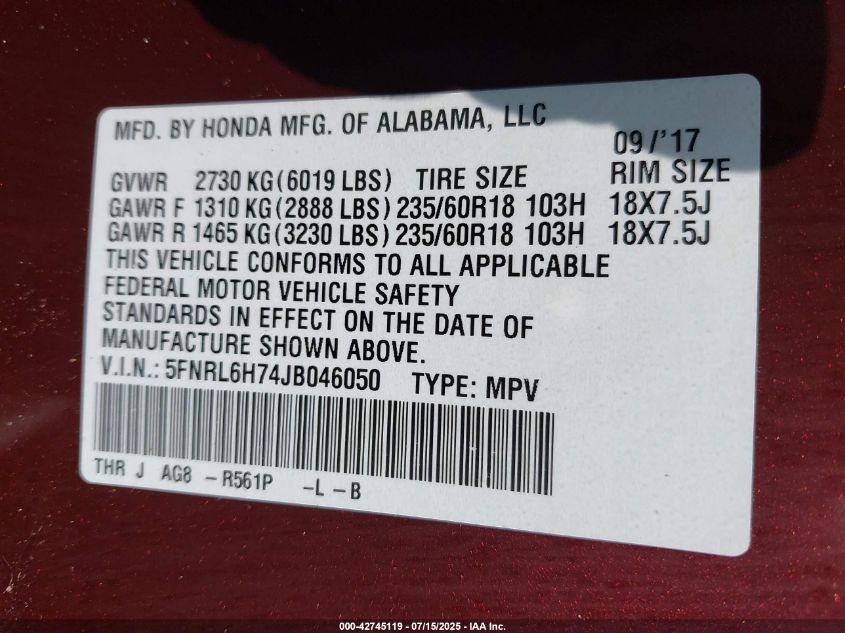 MFD. BY HONDA MFG. OF ALABAMA, LLC
09/'17
GVWR 2730 KG (6019 LBS) TIRE SIZE RIM SIZE
GAWR F 1310 KG (2888 LBS) 235/60R18 103H 18X7.5J
GAWR R 1465 KG (3230 LBS) 235/60R18 103H 18X7.5J
THIS VEHICLE CONFORMS TO ALL APPLICABLE
FEDERAL MOTOR VEHICLE SAFETY
STANDARDS IN EFFECT ON THE DATE OF
MANUFACTURE SHOWN ABOVE.
V.I.N.: 5FNRL6H74JB046050 TYPE: MPV
THR J AG8 - R561P -L -B
000-42745119 - 07/15/2025 - IAA Inc.